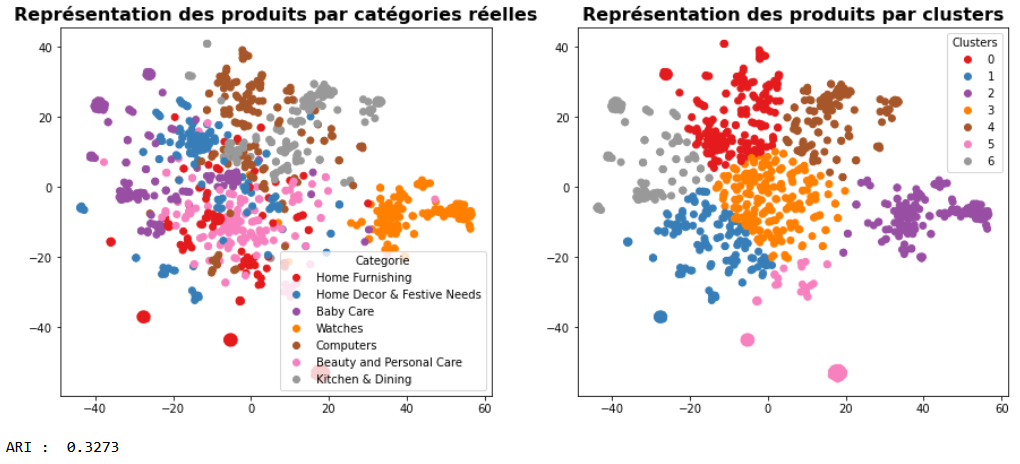 Représentation des produits par catégories réelles
40
20
0
−20
−40
−40
−20
0
20
40
60
Categorie
Home Furnishing
Home Decor & Festive Needs
Baby Care
Watches
Computers
Beauty and Personal Care
Kitchen & Dining
Représentation des produits par clusters
40
20
0
−20
−40
−40
−20
0
20
40
60
Clusters
0
1
2
3
4
5
6
ARI :  0.3273